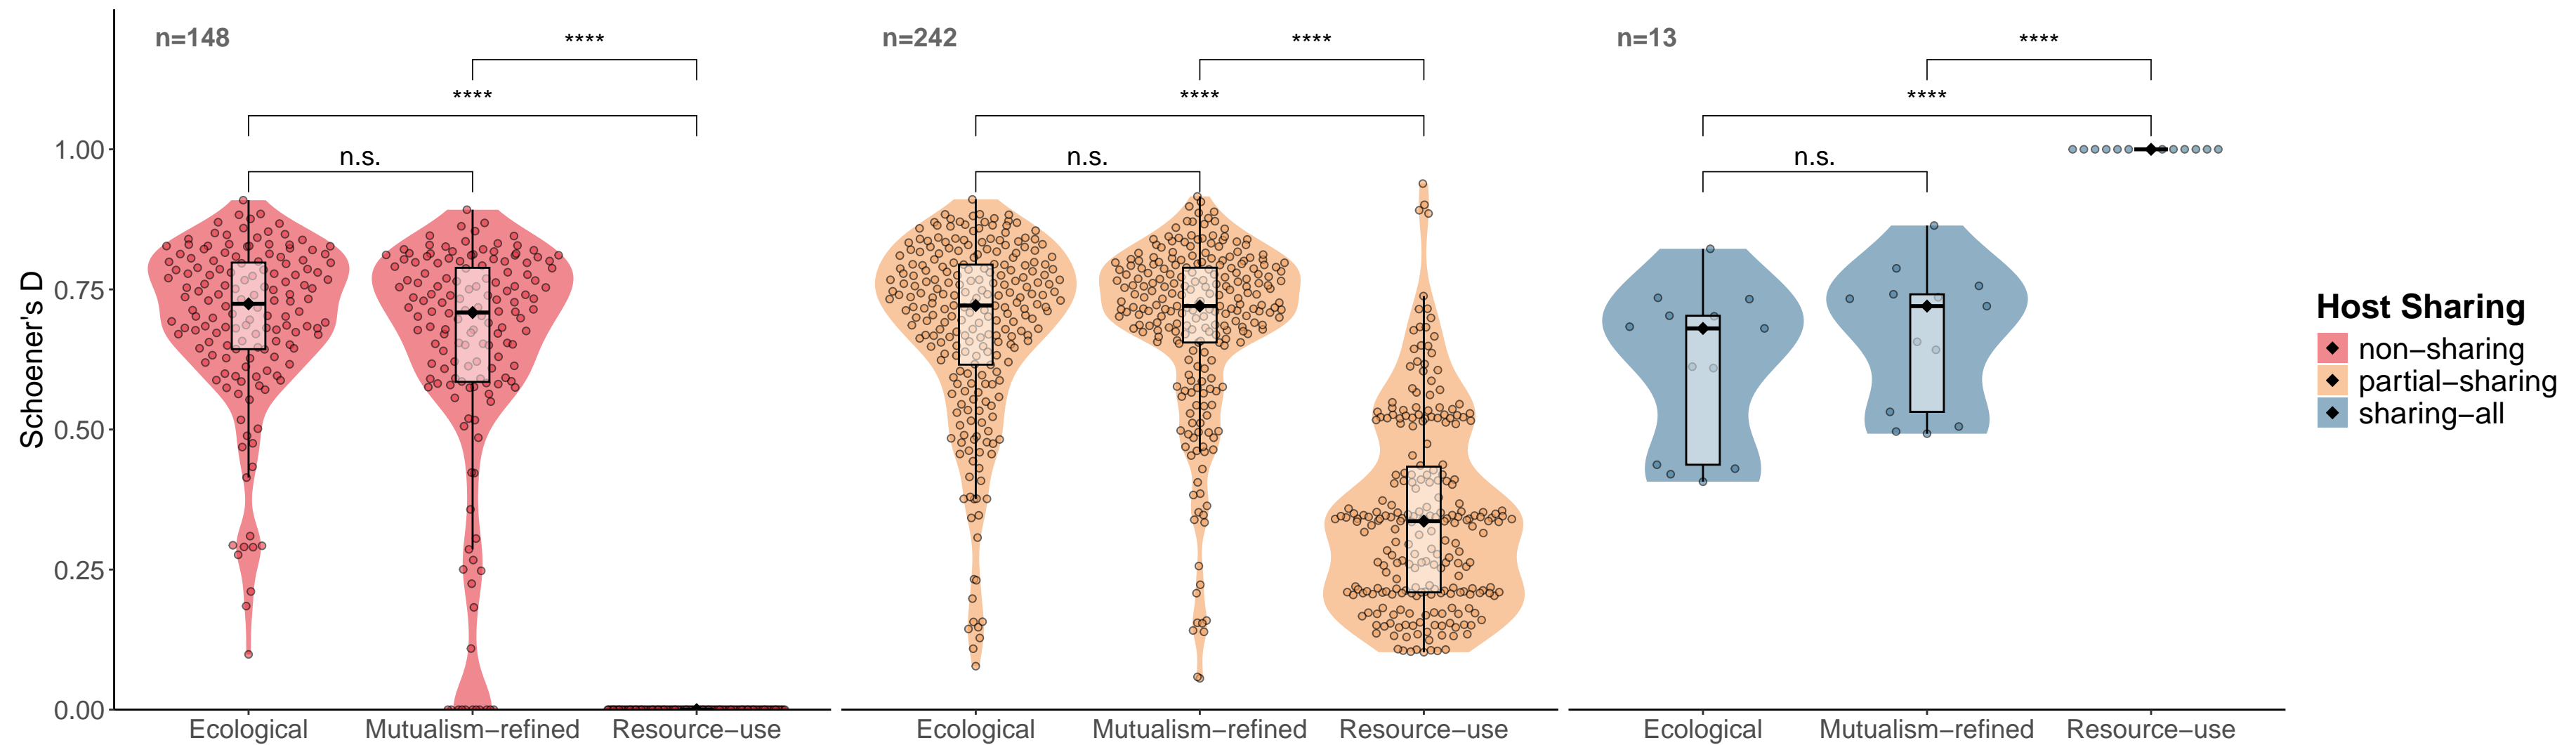 n=148
****
****
n.s.
n=242
****
****
n.s.
n=13
****
****
n.s.
Schoener's D
1.00
0.75
0.50
0.25
0.00
Ecological
Mutualism−refined
Resource−use
Ecological
Mutualism−refined
Resource−use
Ecological
Mutualism−refined
Resource−use
Host Sharing
non−sharing
partial−sharing
sharing−all